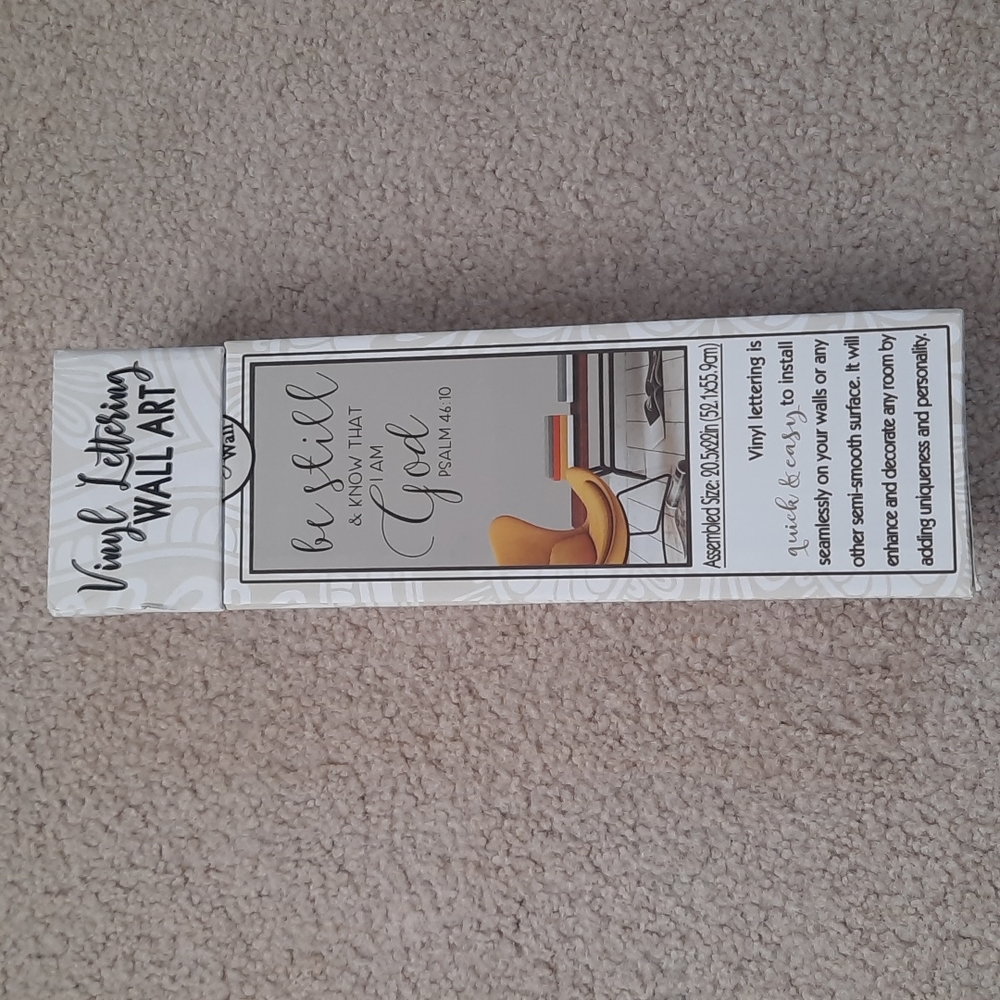 Vinyl Lettering
WALL ART
Wall
be still
& KNOW THAT
I AM
God
PSALM 46:10
Assembled Size: 20.5x22in (52.1x55.9cm)
Vinyl lettering is
quick & easy to install
seamlessly on your walls or any
other semi-smooth surface. It will
enhance and decorate any room by
adding uniqueness and personality.